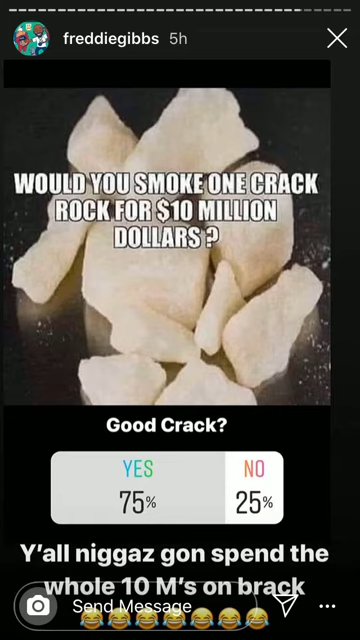 freddiegibbs 5h
WOULD YOU SMOKE ONE CRACK
ROCK FOR $10 MILLION
DOLLARS?
Good Crack?
YES NO
75% 25%
Y'all niggaz gon spend the
whole 10 M's on brack
Send Message
😂😂😂😂😂😂😂